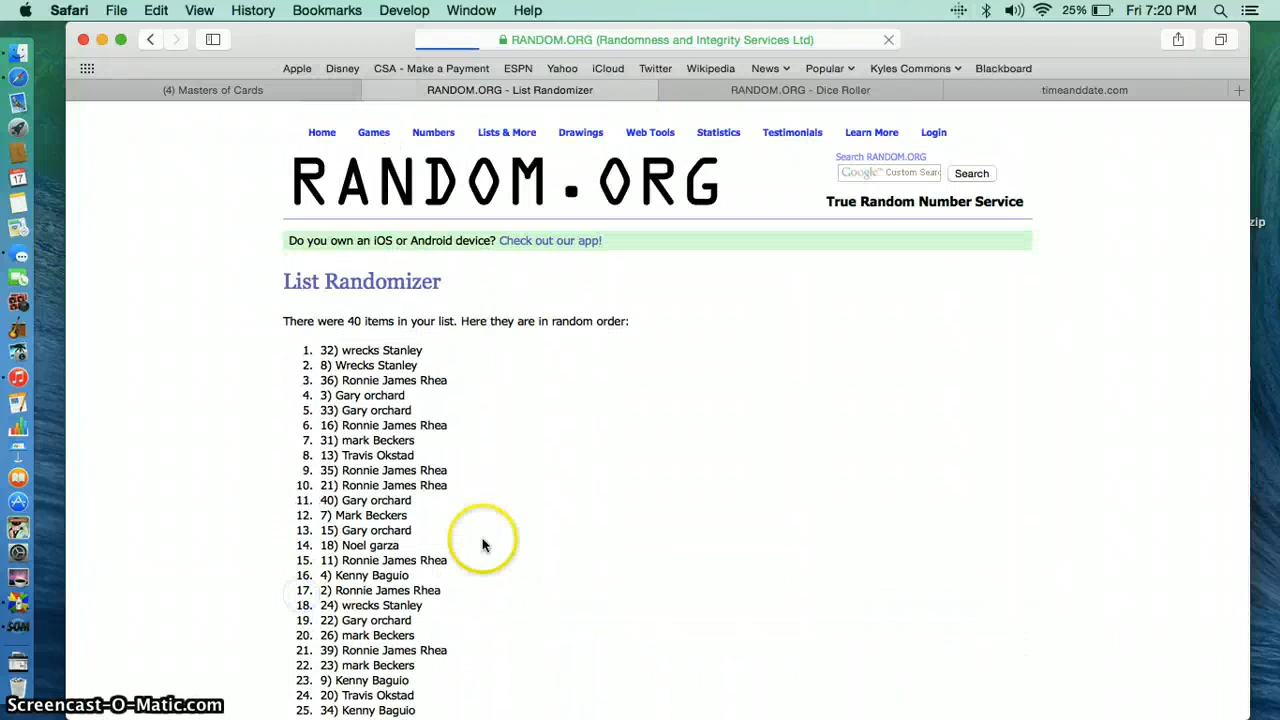 Safari File Edit View History Bookmarks Develop Window Help 25% Fri 7:20 PM
RANDOM.ORG (Randomness and Integrity Services Ltd)
Apple Disney CSA - Make a Payment ESPN Yahoo iCloud Twitter Wikipedia News Popular Kyles Commons Blackboard
(4) Masters of Cards RANDOM.ORG - List Randomizer RANDOM.ORG - Dice Roller timeanddate.com
Home Games Numbers Lists & More Drawings Web Tools Statistics Testimonials Learn More Login
RANDOM.ORG
Search RANDOM.ORG
Google™ Custom Sear Search
True Random Number Service
Do you own an iOS or Android device? Check out our app!
zip
List Randomizer
There were 40 items in your list. Here they are in random order:
1. 32) wrecks Stanley
2. 8) Wrecks Stanley
3. 36) Ronnie James Rhea
4. 3) Gary orchard
5. 33) Gary orchard
6. 16) Ronnie James Rhea
7. 31) mark Beckers
8. 13) Travis Okstad
9. 35) Ronnie James Rhea
10. 21) Ronnie James Rhea
11. 40) Gary orchard
12. 7) Mark Beckers
13. 15) Gary orchard
14. 18) Noel garza
15. 11) Ronnie James Rhea
16. 4) Kenny Baguio
17. 2) Ronnie James Rhea
18. 24) wrecks Stanley
19. 22) Gary orchard
20. 26) mark Beckers
21. 39) Ronnie James Rhea
22. 23) mark Beckers
23. 9) Kenny Baguio
24. 20) Travis Okstad
25. 34) Kenny Baguio
Screencast-O-Matic.com